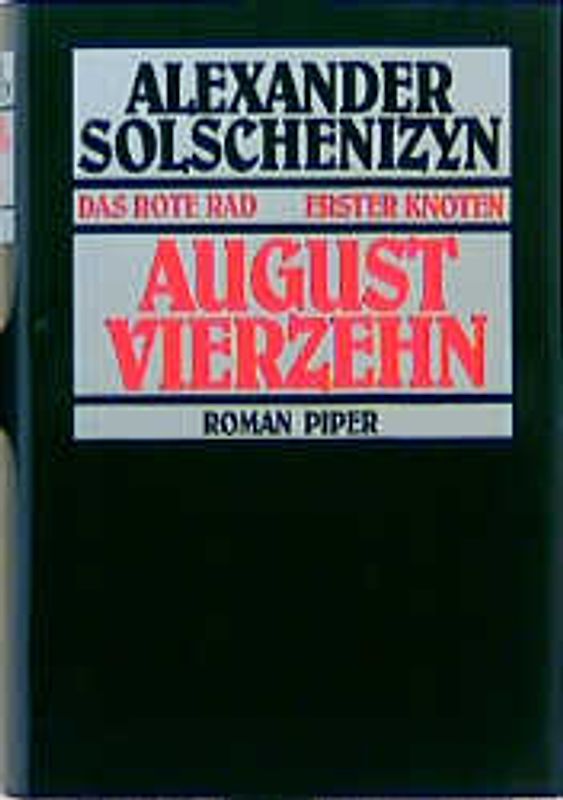 ALEXANDER
SOLSCHENIZYN
DAS ROTE RAD ERSTER KNOTEN
AUGUST
VIERZEHN
ROMAN PIPER